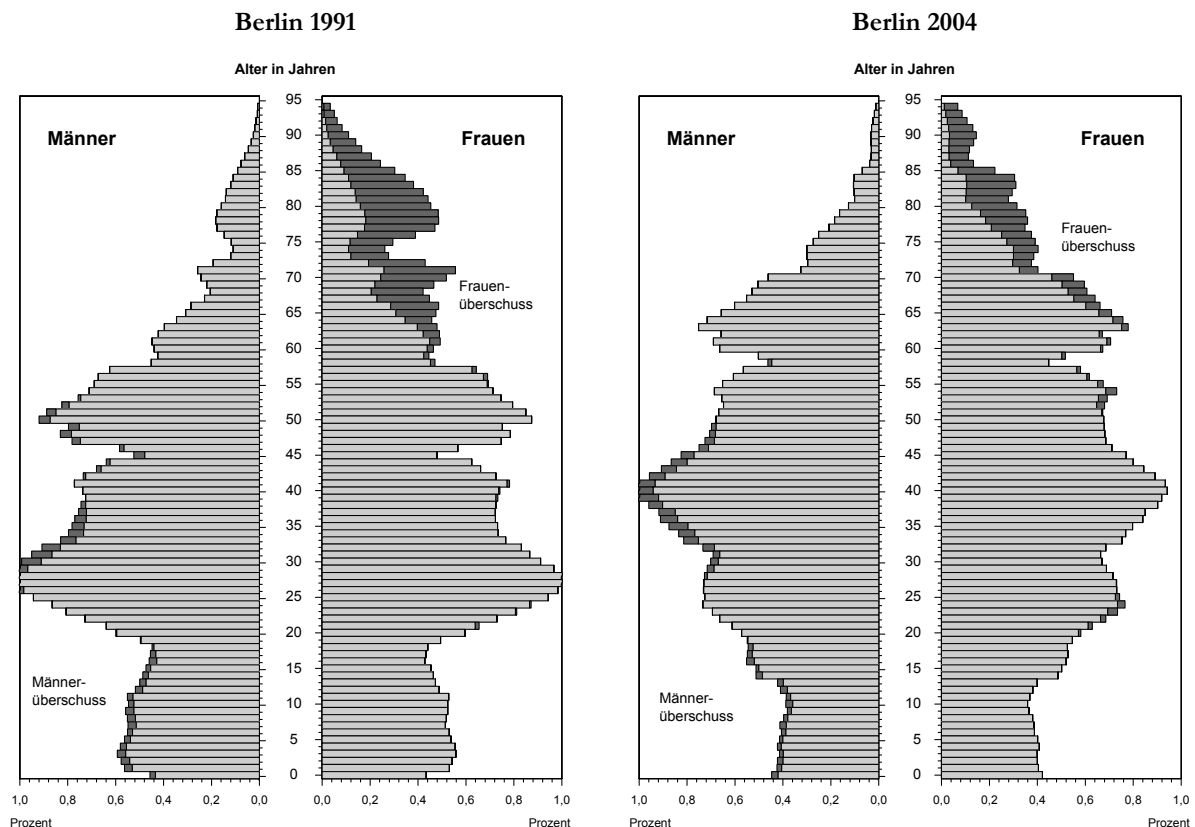 Berlin 1991
Berlin 2004
Alter in Jahren
Alter in Jahren
Männer
Frauen
Männer
Frauen
Frauen-
überschuss
Frauen-
überschuss
Männer-
überschuss
Männer-
überschuss
95
90
85
80
75
70
65
60
55
50
45
40
35
30
25
20
15
10
5
0
95
90
85
80
75
70
65
60
55
50
45
40
35
30
25
20
15
10
5
0
1,0 0,8 0,6 0,4 0,2 0,0 0,0 0,2 0,4 0,6 0,8 1,0
1,0 0,8 0,6 0,4 0,2 0,0 0,0 0,2 0,4 0,6 0,8 1,0
Prozent Prozent
Prozent Prozent